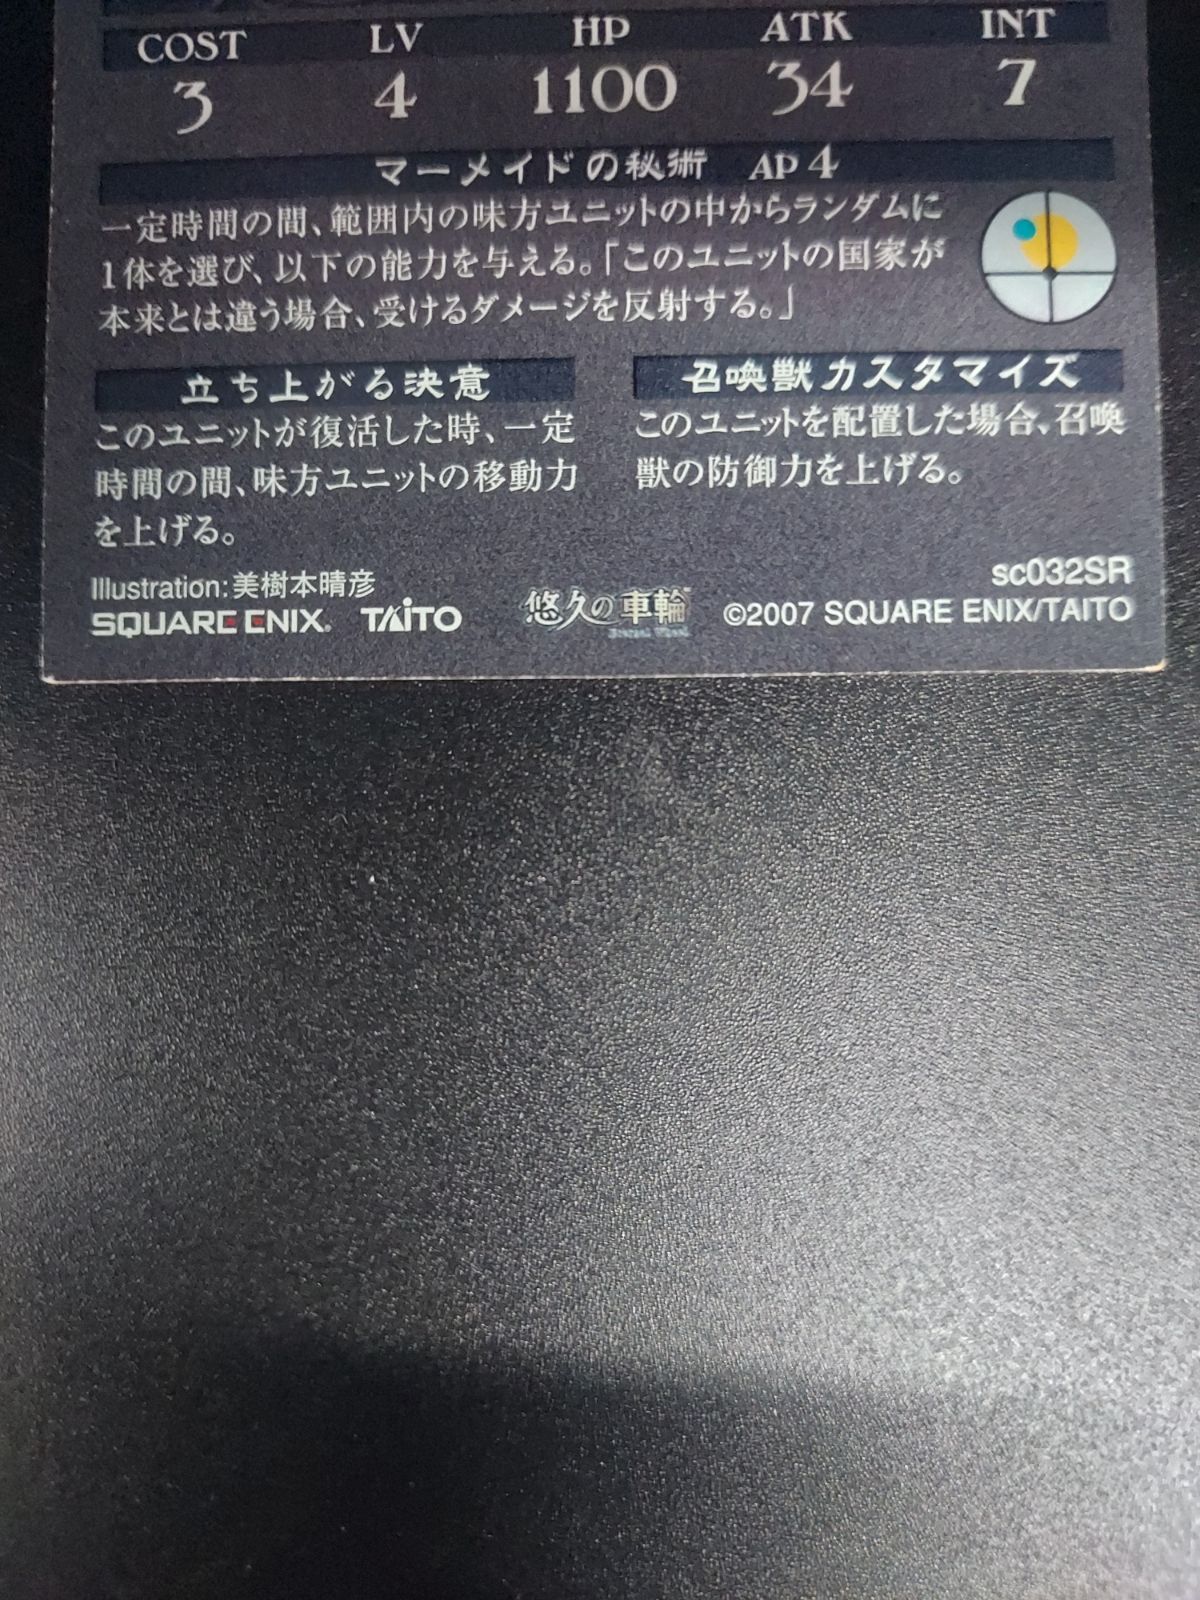 COST LV HP ATK INT
3 4 1100 34 7
マーメイドの秘術 AP 4
一定時間の間、範囲内の味方ユニットの中からランダムに
1体を選び、以下の能力を与える。「このユニットの国家が
本来とは違う場合、受けるダメージを反射する。」
立ち上がる決意
このユニットが復活した時、一定
時間の間、味方ユニットの移動力
を上げる。
召喚獣カスタマイズ
このユニットを配置した場合、召喚
獣の防御力を上げる。
Illustration:美樹本晴彦
sc032SR
SQUARE ENIX. TAITO 悠久の車輪 ©2007 SQUARE ENIX/TAITO
Eternal Wheel